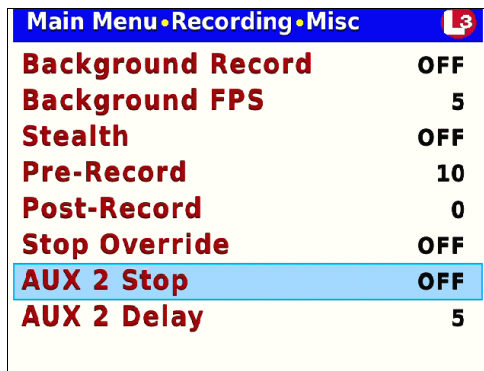 Main Menu•Recording•Misc L3
Background Record OFF
Background FPS 5
Stealth OFF
Pre-Record 10
Post-Record 0
Stop Override OFF
AUX 2 Stop OFF
AUX 2 Delay 5